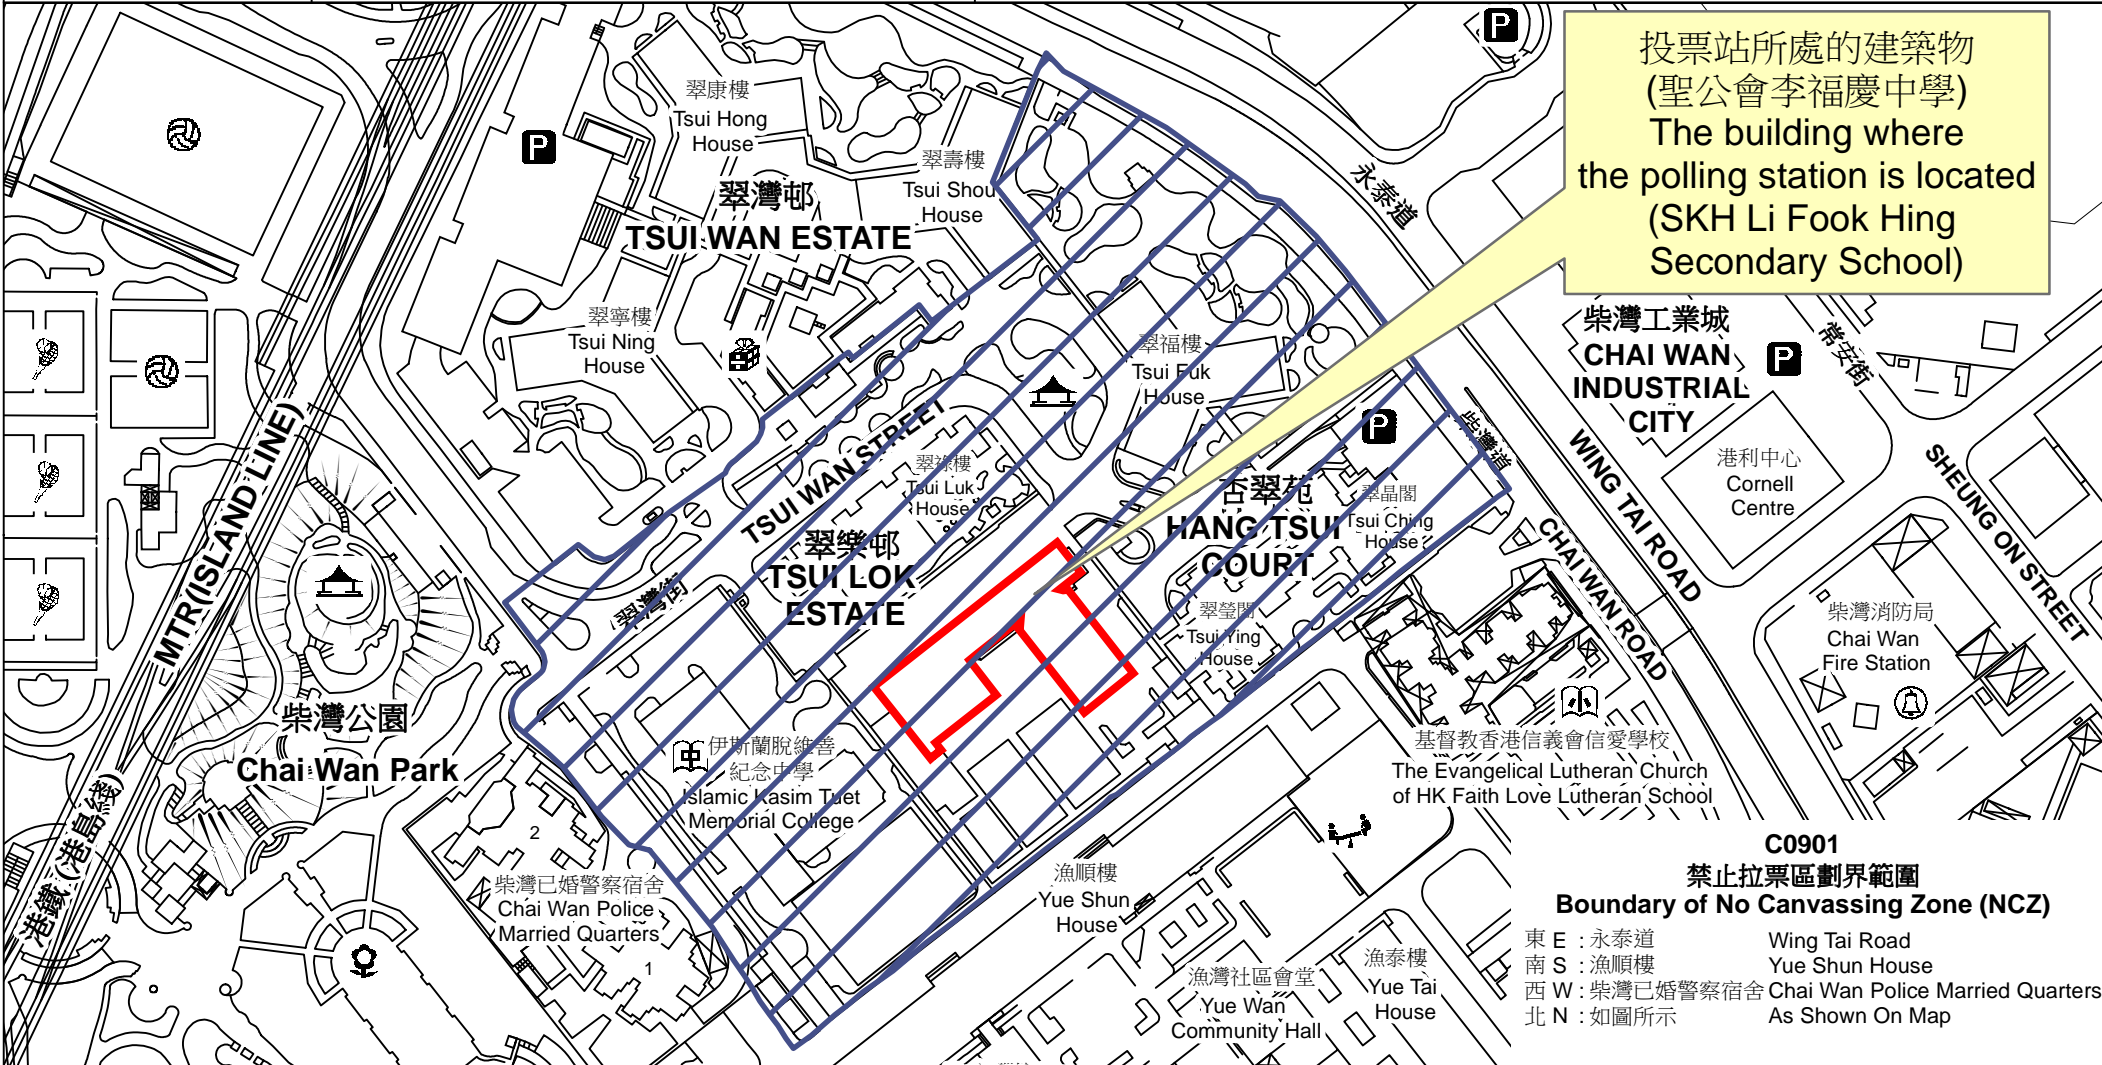 投票站所處的建築物
(聖公會李福慶中學)
The building where
the polling station is located
(SKH Li Fook Hing
Secondary School)
P
P
翠康樓
Tsui Hong
House
翠壽樓
Tsui Shou
House
翠灣邨
TSUI WAN ESTATE
永泰道
翠寧樓
Tsui Ning
House
翠福樓
Tsui Fuk
House
柴灣工業城
CHAI WAN
INDUSTRIAL
CITY
P
常安街
MTR(ISLAND LINE)
TSUI WAN STREET
翠祿樓
Tsui Luk
House
P
柴灣道
WING TAI ROAD
港利中心
Cornell
Centre
SHEUNG ON STREET
杏翠苑
HANG TSUI
COURT
翠晶閣
Tsui Ching
House
CHAI WAN ROAD
翠樂邨
TSUI LOK
ESTATE
翠灣街
翠瑩閣
Tsui Ying
House
柴灣消防局
Chai Wan
Fire Station
柴灣公園
Chai Wan Park
中
伊斯蘭脫維善
紀念中學
Islamic Kasim Tuet
Memorial College
小
基督教香港信義會信愛學校
The Evangelical Lutheran Church
of HK Faith Love Lutheran School
港鐵 (港島綫)
2
柴灣已婚警察宿舍
Chai Wan Police
Married Quarters
1
漁順樓
Yue Shun
House
漁灣社區會堂
Yue Wan
Community Hall
漁泰樓
Yue Tai
House
C0901
禁止拉票區劃界範圍
Boundary of No Canvassing Zone (NCZ)
東 E : 永泰道 Wing Tai Road
南 S : 漁順樓 Yue Shun House
西 W : 柴灣已婚警察宿舍 Chai Wan Police Married Quarters
北 N : 如圖所示 As Shown On Map